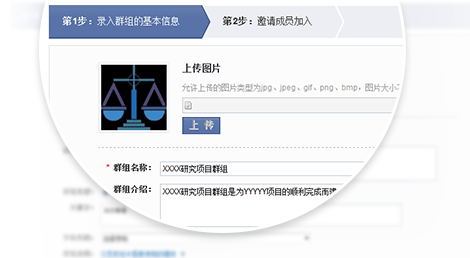 第1步：录入群组的基本信息 第2步：邀请成员加入
上传图片
允许上传的图片类型为jpg、jpeg、gif、png、bmp，图片大小不
上 传
* 群组名称： XXXX研究项目群组
群组介绍： XXXX研究项目群组是为YYYY项目的顺利完成而建